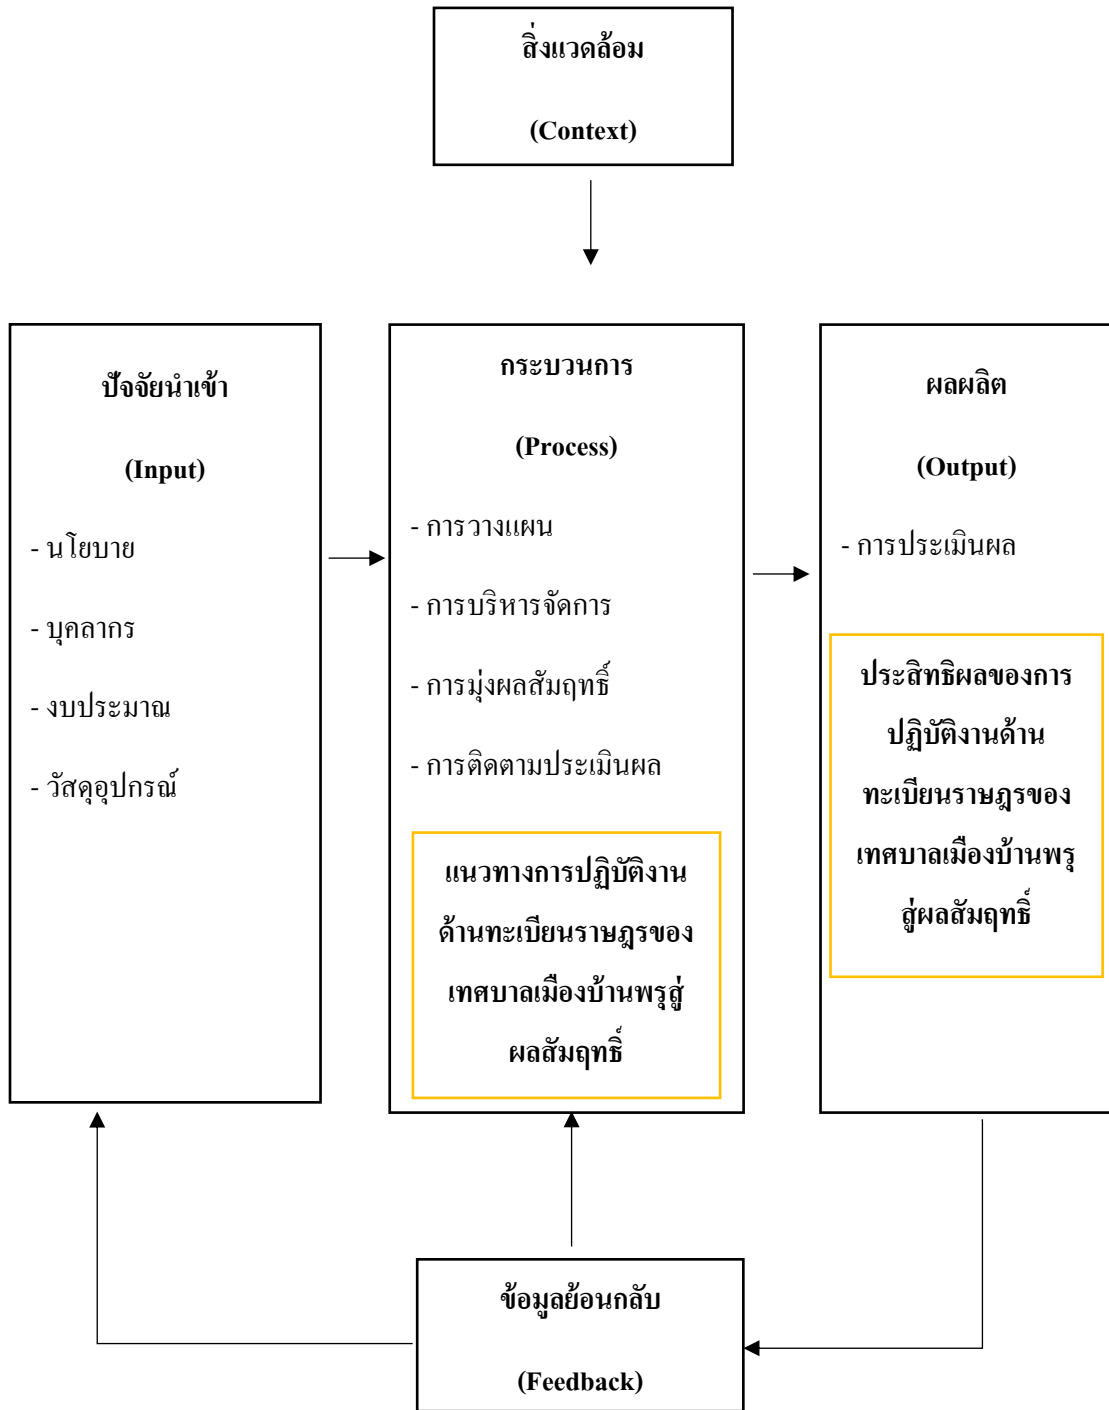 สิ่งแวดล้อม
(Context)
ปัจจัยนำเข้า
(Input)
- นโยบาย
- บุคลากร
- งบประมาณ
- วัสดุอุปกรณ์
กระบวนการ
(Process)
- การวางแผน
- การบริหารจัดการ
- การมุ่งผลสัมฤทธิ์
- การติดตามประเมินผล
แนวทางการปฏิบัติงาน
ด้านทะเบียนราษฎรของ
เทศบาลเมืองบ้านพรุสู่
ผลสัมฤทธิ์
ผลผลิต
(Output)
- การประเมินผล
ประสิทธิผลของการ
ปฏิบัติงานด้าน
ทะเบียนราษฎรของ
เทศบาลเมืองบ้านพรุ
สู่ผลสัมฤทธิ์
ข้อมูลย้อนกลับ
(Feedback)